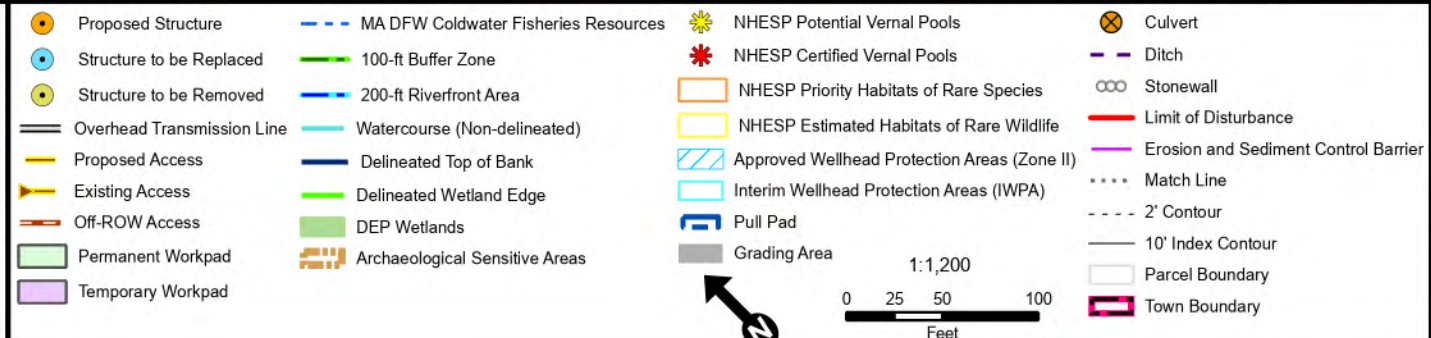 Proposed Structure
Structure to be Replaced
Structure to be Removed
Overhead Transmission Line
Proposed Access
Existing Access
Off-ROW Access
Permanent Workpad
Temporary Workpad
MA DFW Coldwater Fisheries Resources
100-ft Buffer Zone
200-ft Riverfront Area
Watercourse (Non-delineated)
Delineated Top of Bank
Delineated Wetland Edge
DEP Wetlands
Archaeological Sensitive Areas
NHESP Potential Vernal Pools
NHESP Certified Vernal Pools
NHESP Priority Habitats of Rare Species
NHESP Estimated Habitats of Rare Wildlife
Approved Wellhead Protection Areas (Zone II)
Interim Wellhead Protection Areas (IWPA)
Pull Pad
Grading Area
N
1:1,200
0 25 50 100
Feet
Culvert
Ditch
Stonewall
Limit of Disturbance
Erosion and Sediment Control Barrier
Match Line
2' Contour
10' Index Contour
Parcel Boundary
Town Boundary